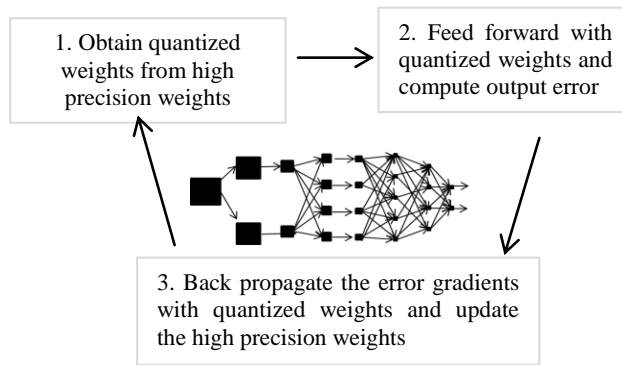 1. Obtain quantized
weights from high
precision weights
2. Feed forward with
quantized weights and
compute output error
3. Back propagate the error gradients
with quantized weights and update
the high precision weights